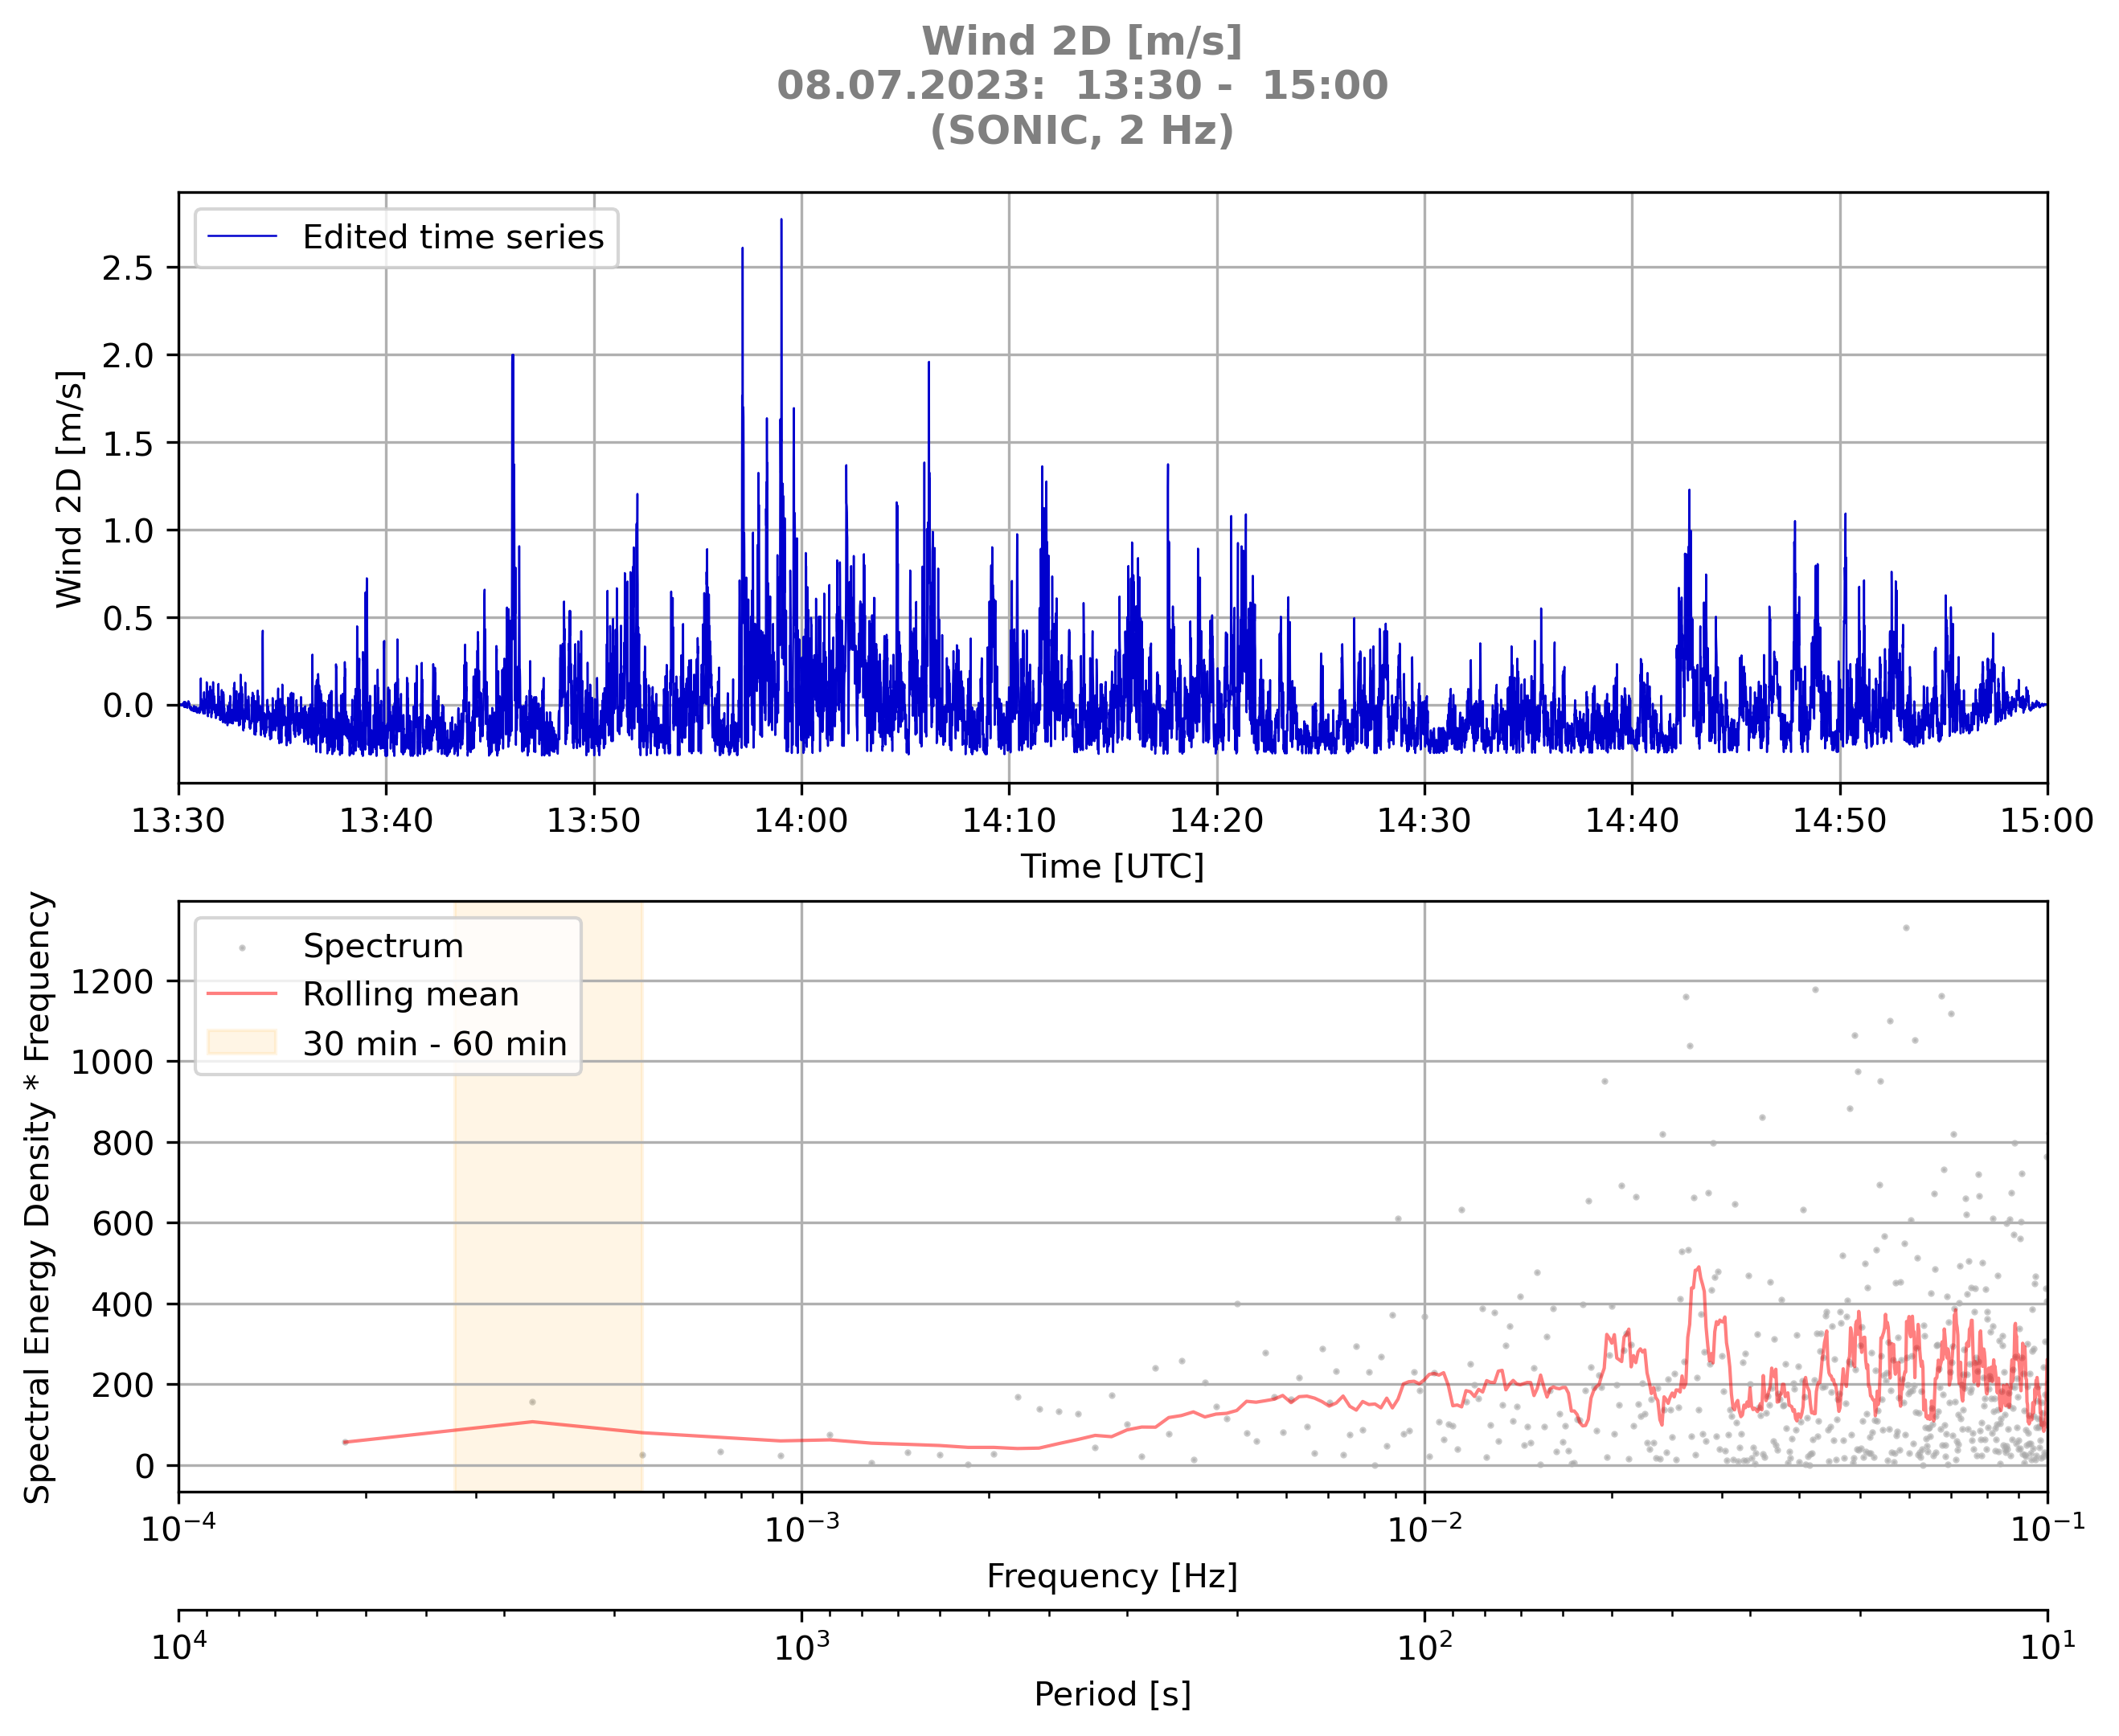 Wind 2D [m/s]
08.07.2023:  13:30 -  15:00
(SONIC, 2 Hz)
Edited time series
Wind 2D [m/s]
2.5
2.0
1.5
1.0
0.5
0.0
13:30 13:40 13:50 14:00 14:10 14:20 14:30 14:40 14:50 15:00
Time [UTC]
Spectrum
Rolling mean
30 min - 60 min
Spectral Energy Density * Frequency
1200
1000
800
600
400
200
0
10⁻⁴ 10⁻³ 10⁻² 10⁻¹
Frequency [Hz]
10⁴ 10³ 10² 10¹
Period [s]